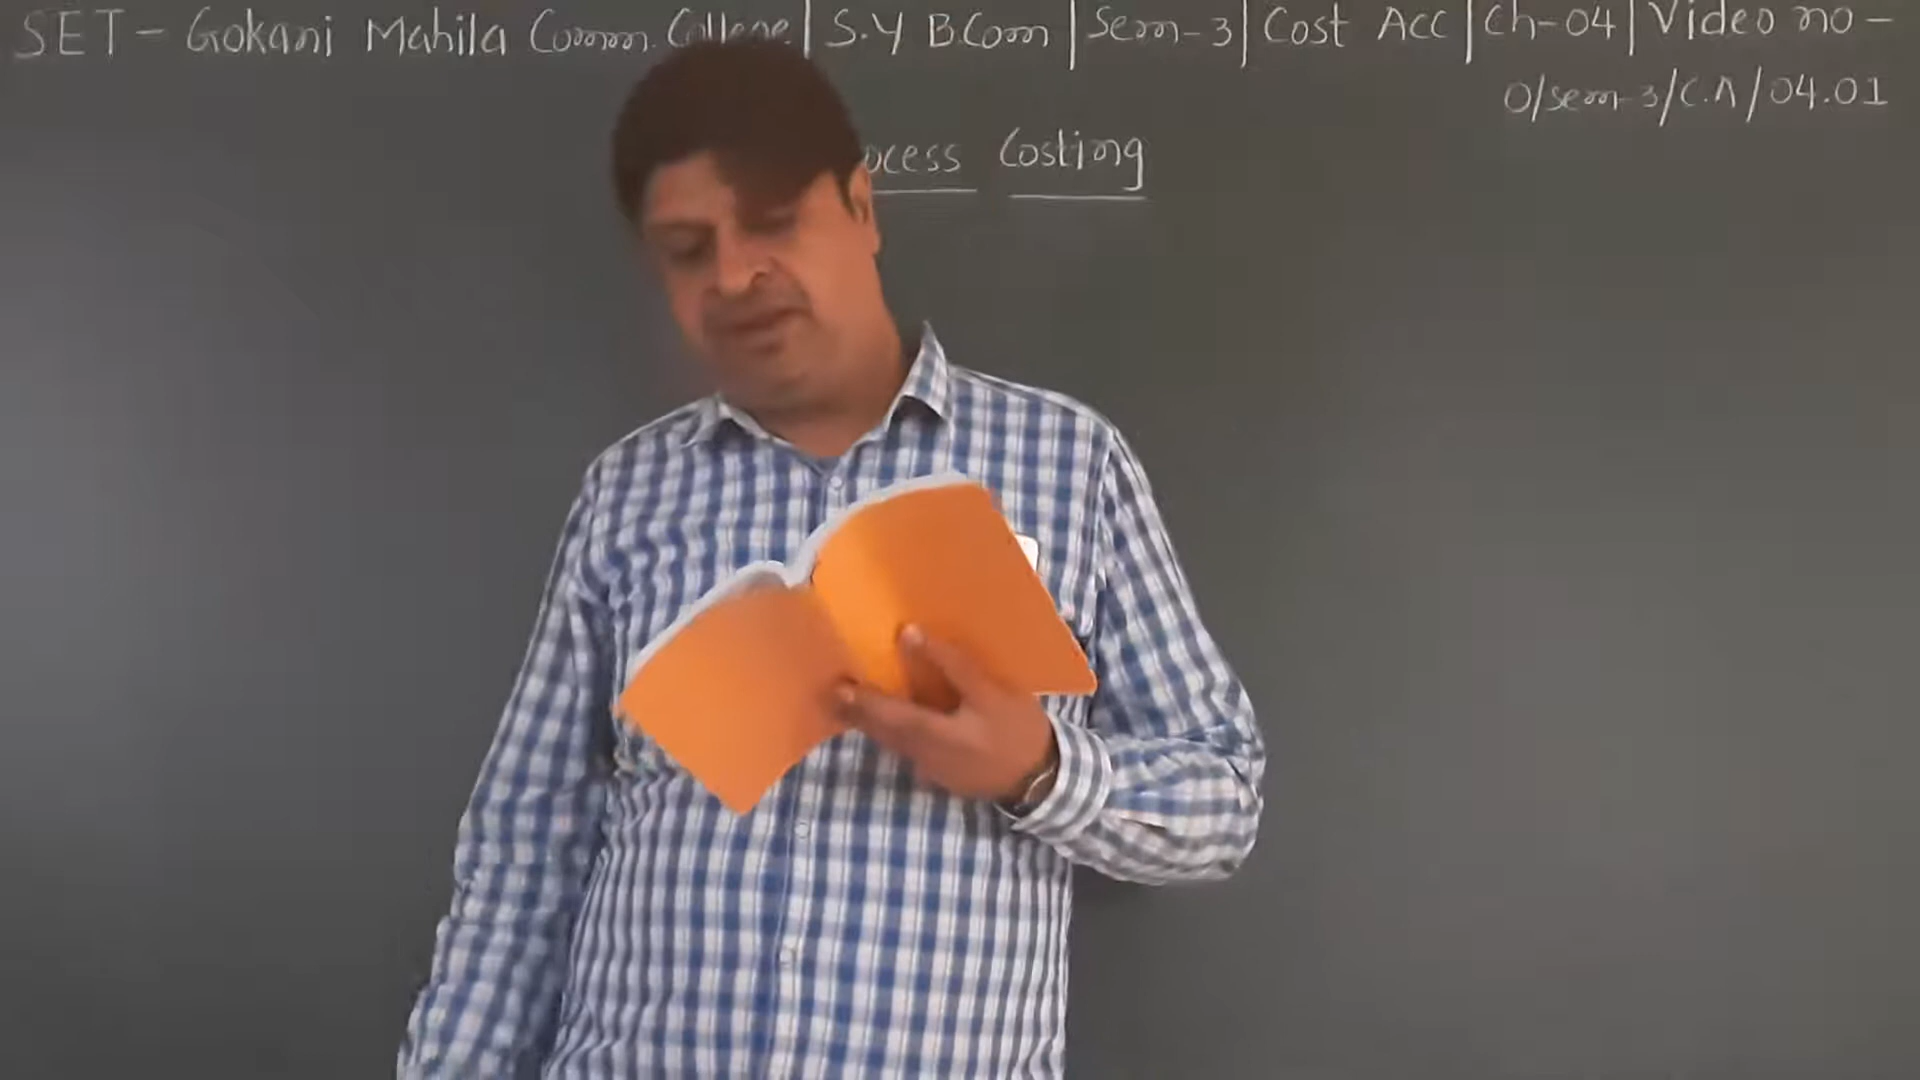 SET - Gokani Mahila Comm. College | S.Y B.Com | Sem-3 | Cost Acc | Ch-04 | Video no -
O/sem-3/C.A/04.01
ocess Costing